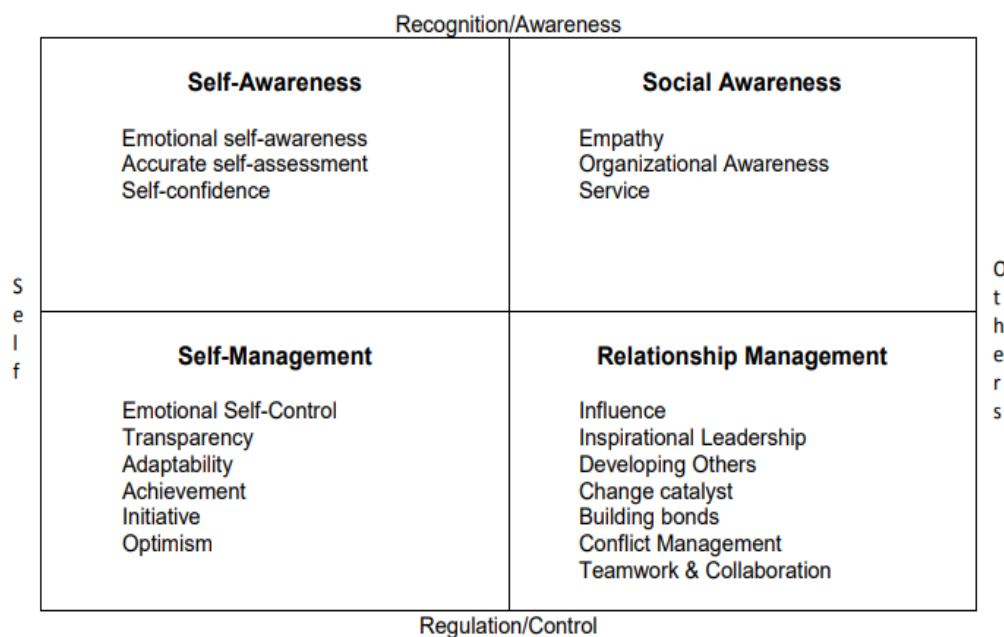 Recognition/Awareness
Self-Awareness
Emotional self-awareness
Accurate self-assessment
Self-confidence
Social Awareness
Empathy
Organizational Awareness
Service
Self
Others
Self-Management
Emotional Self-Control
Transparency
Adaptability
Achievement
Initiative
Optimism
Relationship Management
Influence
Inspirational Leadership
Developing Others
Change catalyst
Building bonds
Conflict Management
Teamwork & Collaboration
Regulation/Control